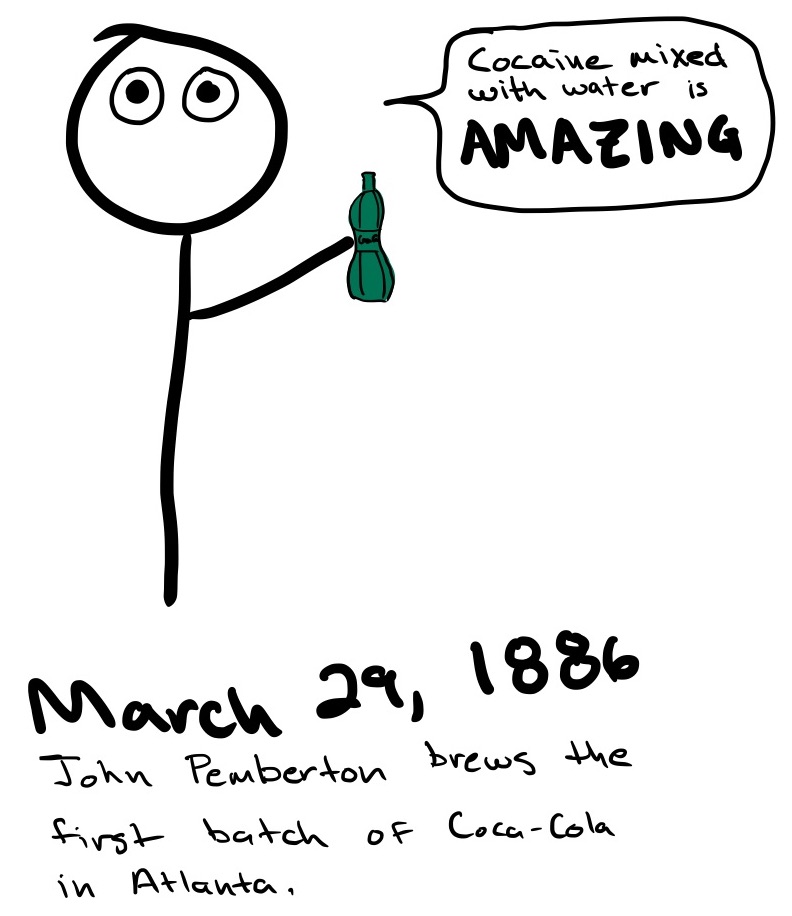 Cocaine mixed
with water is
AMAZING
March 29, 1886
John Pemberton brews the
first batch of Coca-Cola
in Atlanta.